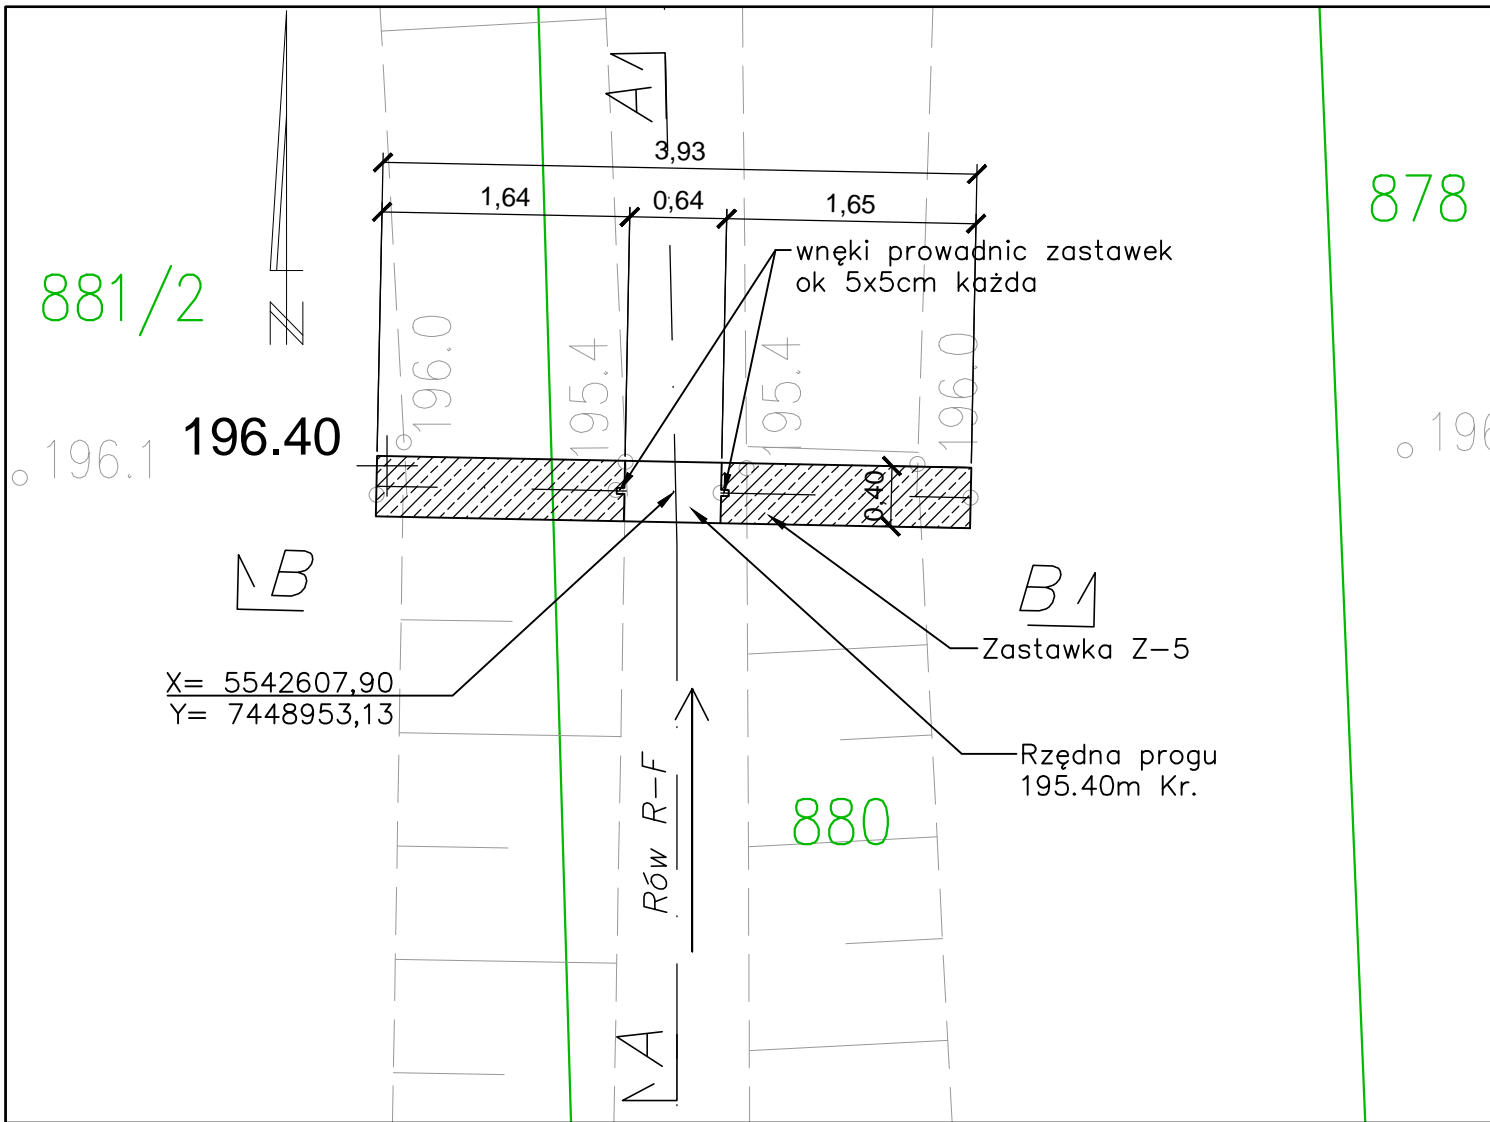 A
3,93
1,64
0,64
1,65
878
wnęki prowadnic zastawek
ok 5x5cm każda
881/2
N
196.0
195.4
195.4
196.0
196.40
196.1
196
0,40
B
B
Zastawka Z-5
X= 5542607,90
Y= 7448953,13
Rzędna progu
195.40m Kr.
Rów R-F
880
A